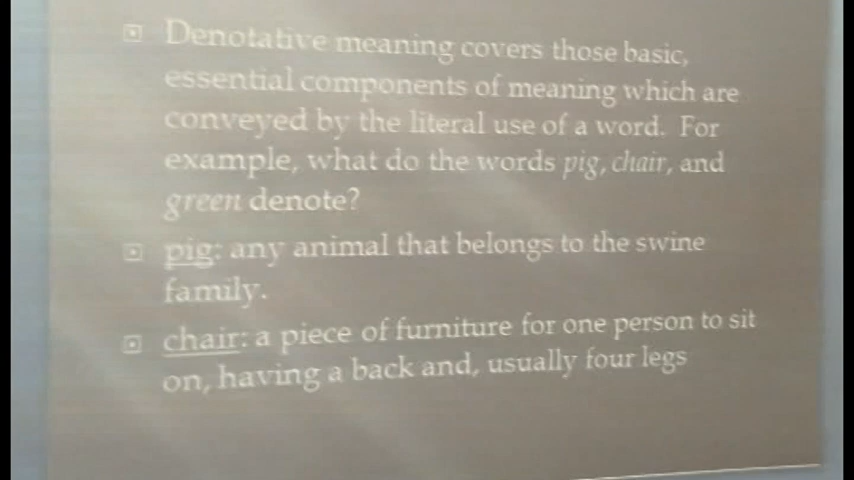 Denotative meaning covers those basic,
essential components of meaning which are
conveyed by the literal use of a word. For
example, what do the words pig, chair, and
green denote?
pig: any animal that belongs to the swine
family.
chair: a piece of furniture for one person to sit
on, having a back and, usually four legs